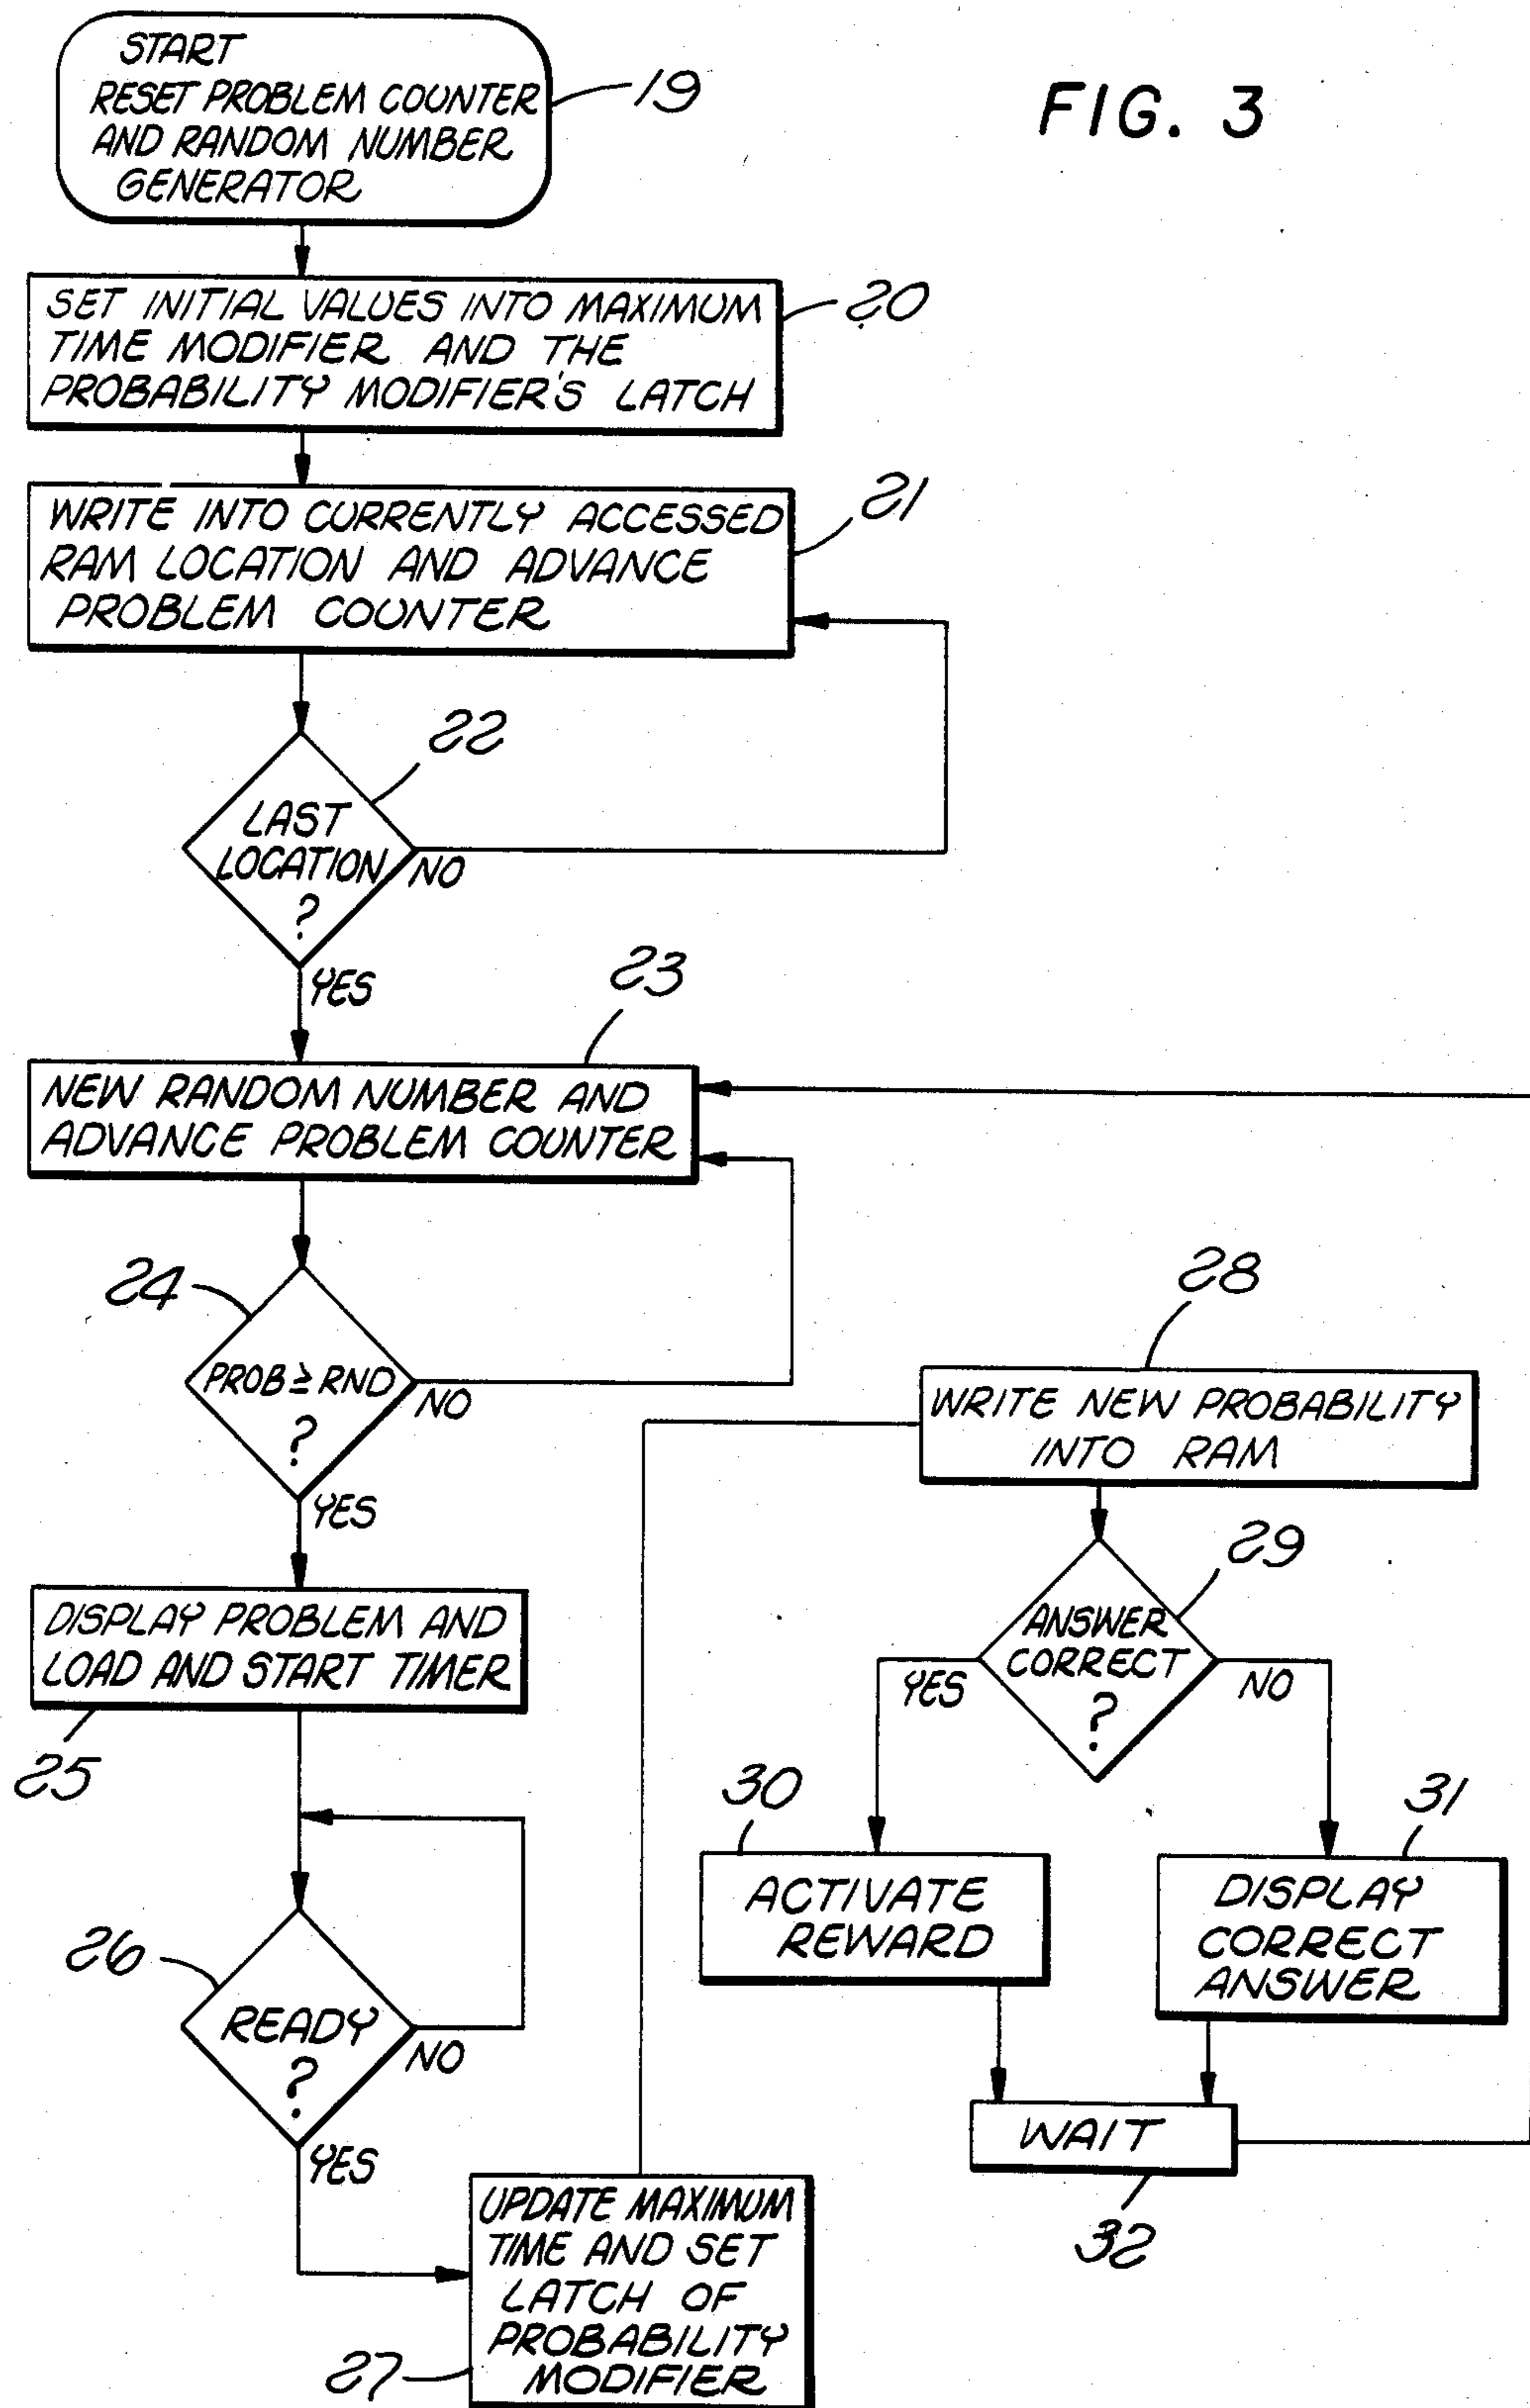 FIG. 3
START
RESET PROBLEM COUNTER
AND RANDOM NUMBER
GENERATOR
19
SET INITIAL VALUES INTO MAXIMUM
TIME MODIFIER AND THE
PROBABILITY MODIFIER'S LATCH
20
WRITE INTO CURRENTLY ACCESSED
RAM LOCATION AND ADVANCE
PROBLEM COUNTER
21
22
LAST
LOCATION
?
NO
YES
23
NEW RANDOM NUMBER AND
ADVANCE PROBLEM COUNTER
24
PROB ≥ RND
?
NO
YES
DISPLAY PROBLEM AND
LOAD AND START TIMER
25
26
READY
?
NO
YES
UPDATE MAXIMUM
TIME AND SET
LATCH OF
PROBABILITY
MODIFIER
27
28
WRITE NEW PROBABILITY
INTO RAM
29
ANSWER
CORRECT
?
YES
NO
30
ACTIVATE
REWARD
31
DISPLAY
CORRECT
ANSWER
WAIT
32